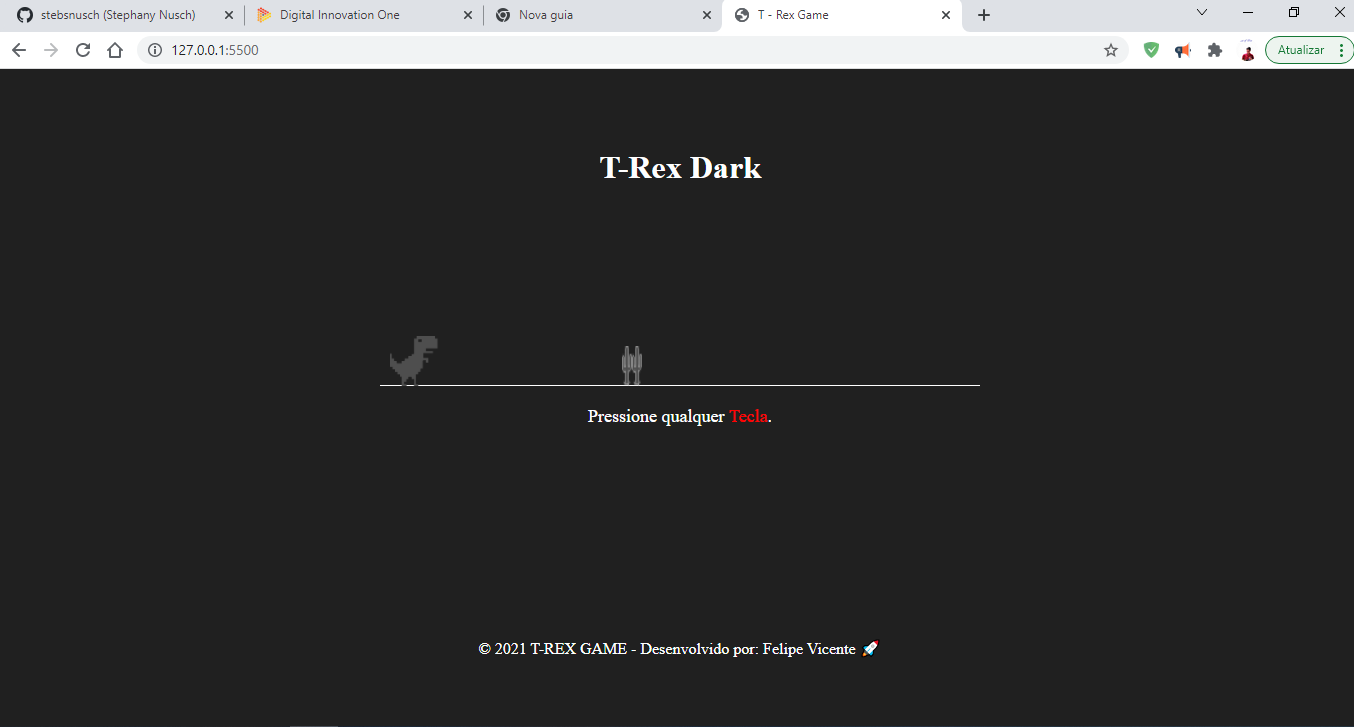 stebsnusch (Stephany Nusch)
Digital Innovation One
Nova guia
T - Rex Game
127.0.0.1:5500
Atualizar
T-Rex Dark
Pressione qualquer Tecla.
© 2021 T-REX GAME - Desenvolvido por: Felipe Vicente 🚀